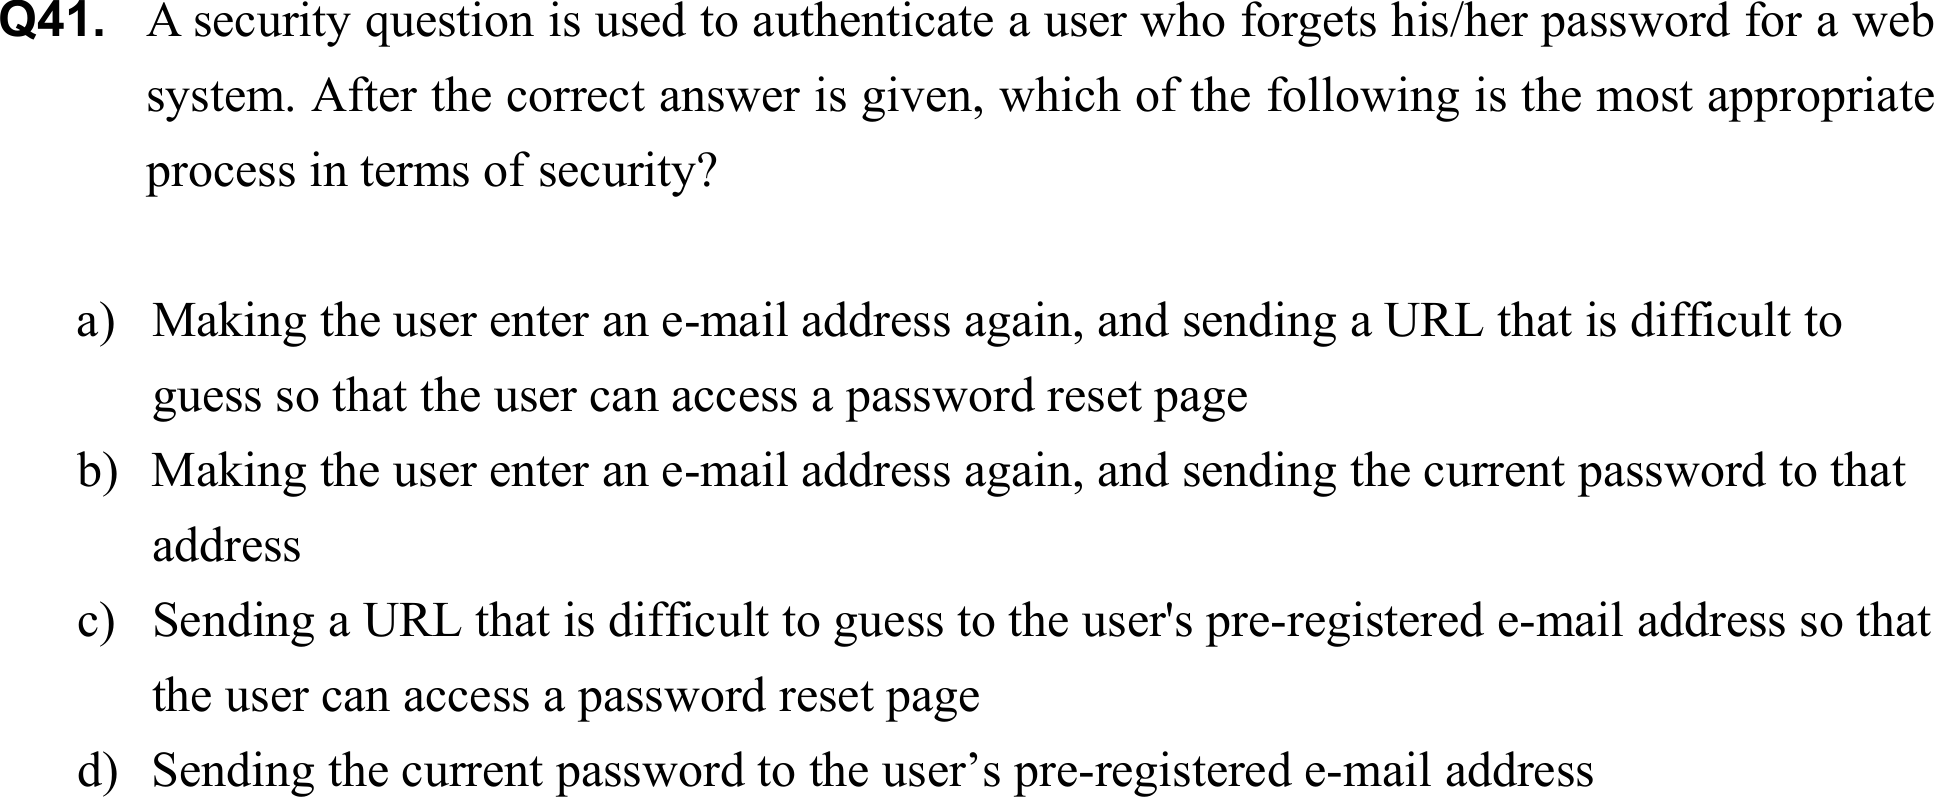 Q41. A security question is used to authenticate a user who forgets his/her password for a web
system. After the correct answer is given, which of the following is the most appropriate
process in terms of security?
a) Making the user enter an e-mail address again, and sending a URL that is difficult to
guess so that the user can access a password reset page
b) Making the user enter an e-mail address again, and sending the current password to that
address
c) Sending a URL that is difficult to guess to the user's pre-registered e-mail address so that
the user can access a password reset page
d) Sending the current password to the user’s pre-registered e-mail address